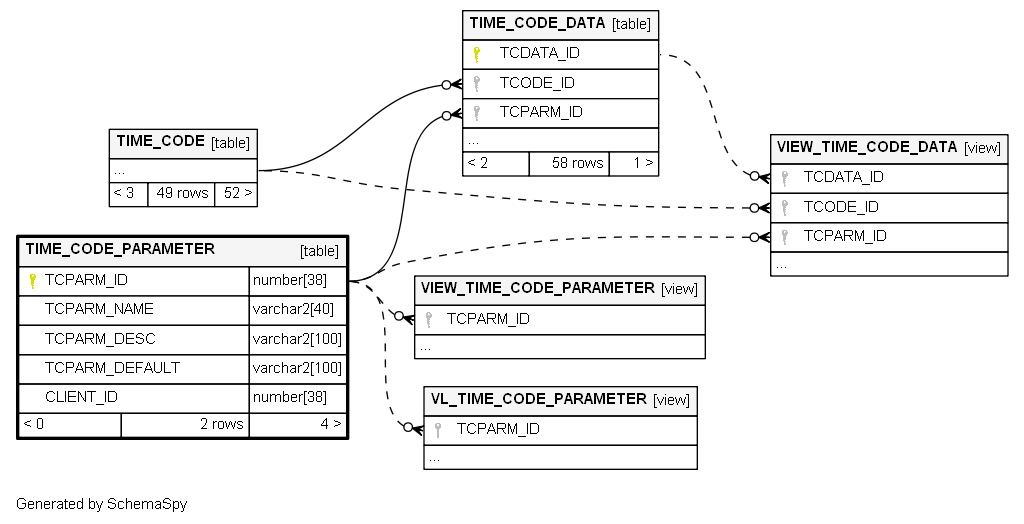 TIME_CODE_DATA [table]
TCDATA_ID
TCODE_ID
TCPARM_ID
...
< 2 58 rows 1 >
TIME_CODE [table]
...
< 3 49 rows 52 >
VIEW_TIME_CODE_DATA [view]
TCDATA_ID
TCODE_ID
TCPARM_ID
...
TIME_CODE_PARAMETER [table]
TCPARM_ID number[38]
TCPARM_NAME varchar2[40]
TCPARM_DESC varchar2[100]
TCPARM_DEFAULT varchar2[100]
CLIENT_ID number[38]
< 0 2 rows 4 >
VIEW_TIME_CODE_PARAMETER [view]
TCPARM_ID
...
VL_TIME_CODE_PARAMETER [view]
TCPARM_ID
...
Generated by SchemaSpy